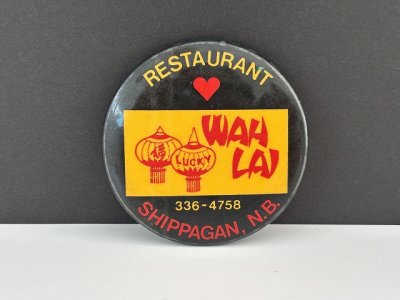 RESTAURANT
WAH
LAI
LUCKY
336-4758
SHIPPAGAN, N.B.